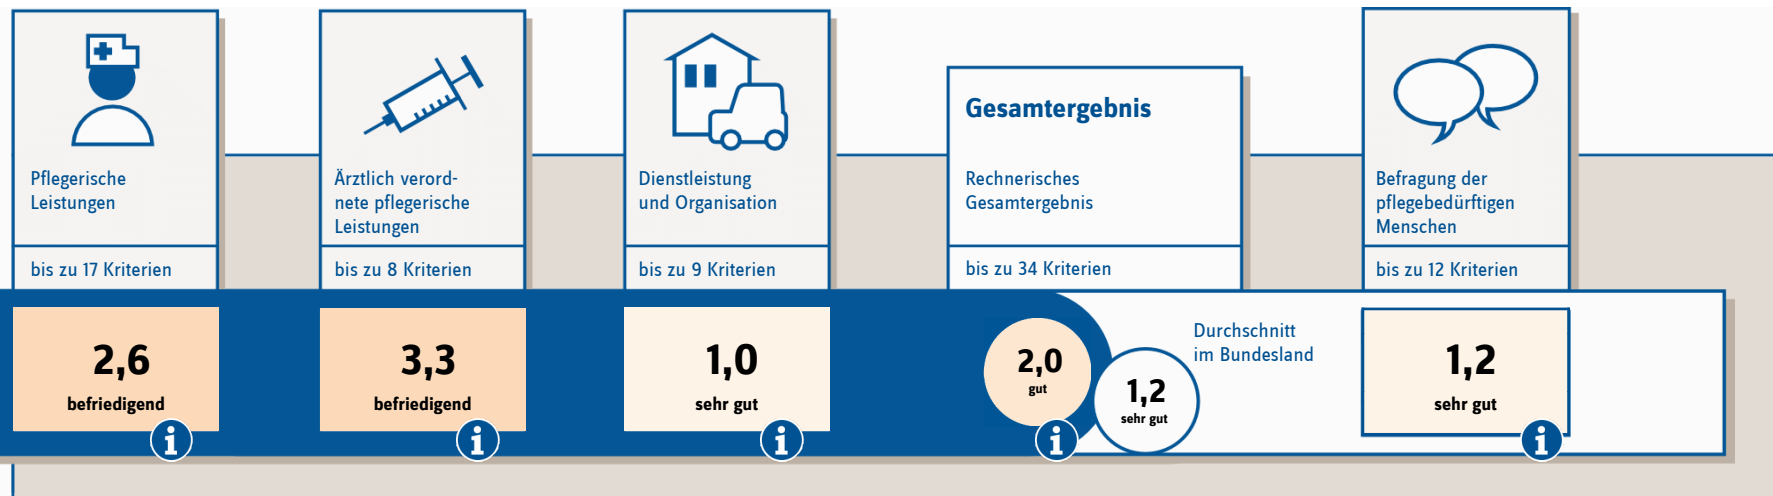 Pflegerische
Leistungen
bis zu 17 Kriterien
2,6
befriedigend
i
Ärztlich verord-
nete pflegerische
Leistungen
bis zu 8 Kriterien
3,3
befriedigend
i
Dienstleistung
und Organisation
bis zu 9 Kriterien
1,0
sehr gut
i
Gesamtergebnis
Rechnerisches
Gesamtergebnis
bis zu 34 Kriterien
2,0
gut
i
1,2
sehr gut
Durchschnitt
im Bundesland
Befragung der
pflegebedürftigen
Menschen
bis zu 12 Kriterien
1,2
sehr gut
i